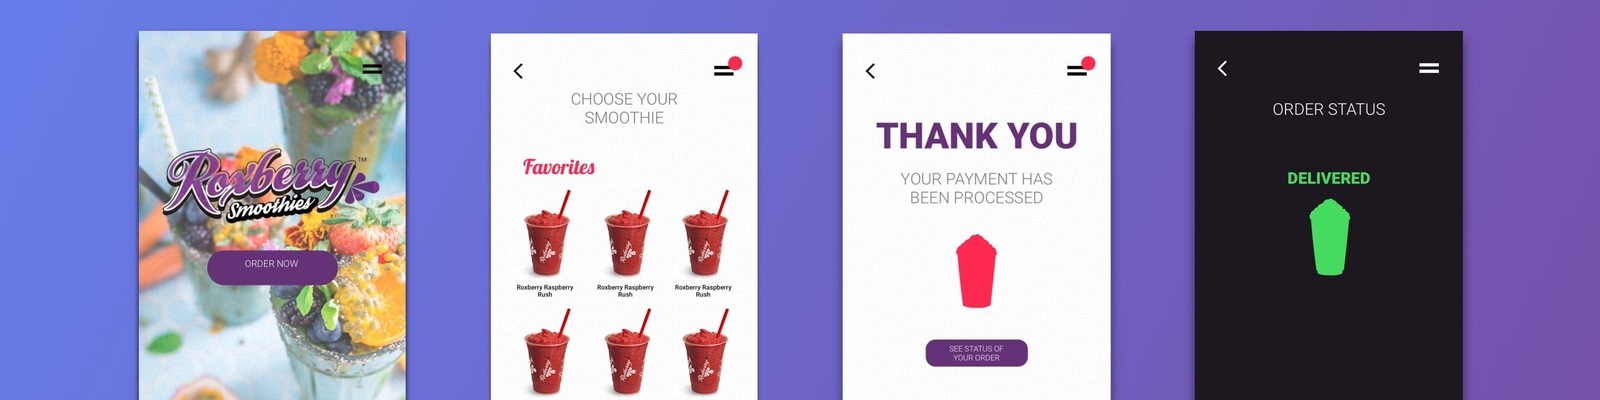 Roxberry™
Smoothies
ORDER NOW
CHOOSE YOUR
SMOOTHIE
Favorites
Roxberry Raspberry
Rush
Roxberry Raspberry
Rush
Roxberry Raspberry
Rush
THANK YOU
YOUR PAYMENT HAS
BEEN PROCESSED
SEE STATUS OF
YOUR ORDER
ORDER STATUS
DELIVERED